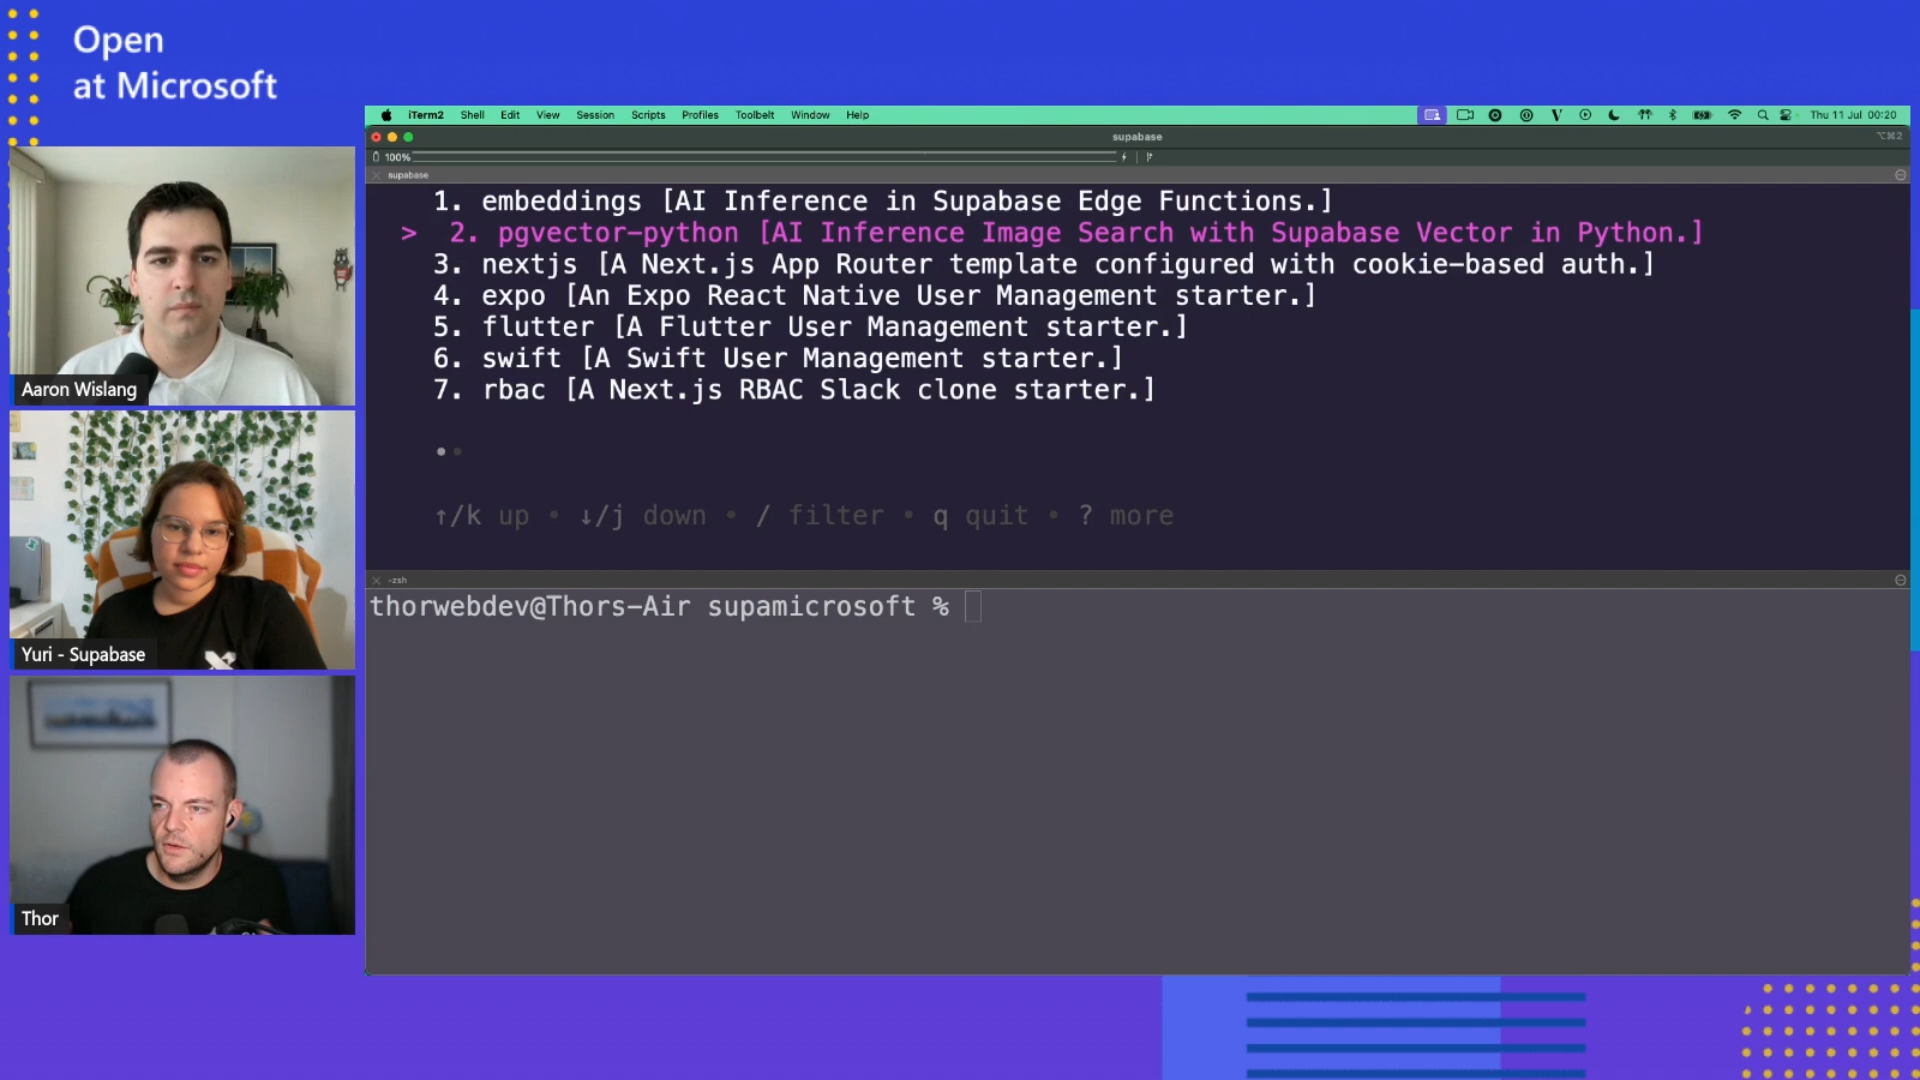 Open
at Microsoft
iTerm2 Shell Edit View Session Scripts Profiles Toolbelt Window Help
Thu 11 Jul 00:20
supabase
⌥⌘2
100%
supabase
1. embeddings [AI Inference in Supabase Edge Functions.]
> 2. pgvector-python [AI Inference Image Search with Supabase Vector in Python.]
3. nextjs [A Next.js App Router template configured with cookie-based auth.]
4. expo [An Expo React Native User Management starter.]
5. flutter [A Flutter User Management starter.]
6. swift [A Swift User Management starter.]
7. rbac [A Next.js RBAC Slack clone starter.]
↑/k up • ↓/j down • / filter • q quit • ? more
-zsh
thorwebdev@Thors-Air supamicrosoft %
Aaron Wislang
Yuri - Supabase
Thor